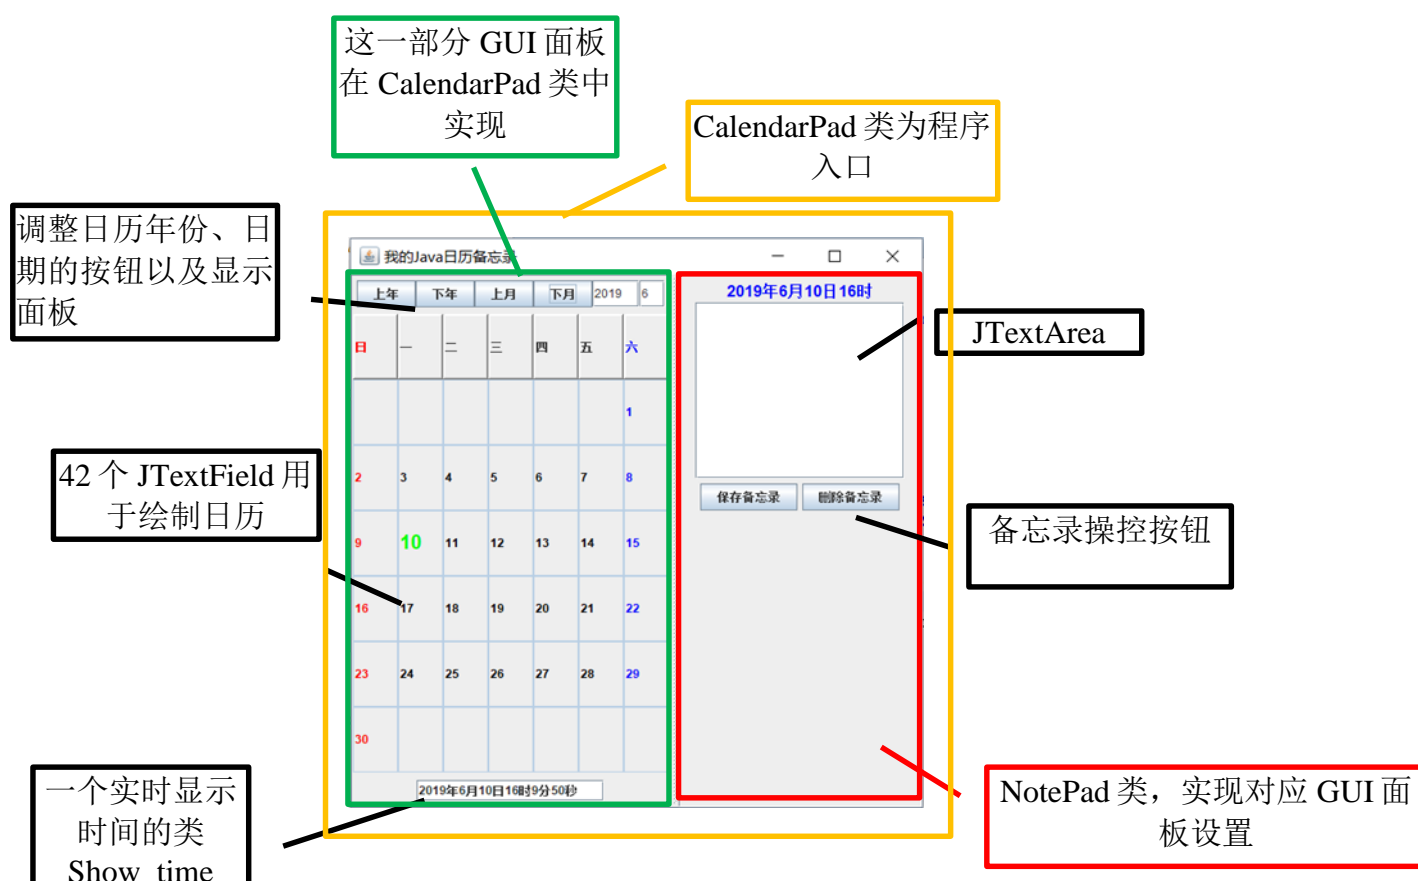 这一部分 GUI 面板
在 CalendarPad 类中
实现
CalendarPad 类为程序
入口
调整日历年份、日
期的按钮以及显示
面板
我的Java日历备忘录
上年 下年 上月 下月 2019 6
2019年6月10日16时
JTextArea
日 一 二 三 四 五 六
1
42 个 JTextField 用
于绘制日历
2 3 4 5 6 7 8
保存备忘录 删除备忘录
备忘录操控按钮
9 10 11 12 13 14 15
16 17 18 19 20 21 22
23 24 25 26 27 28 29
30
2019年6月10日16时9分50秒
一个实时显示
时间的类
Show_time
NotePad 类，实现对应 GUI 面
板设置